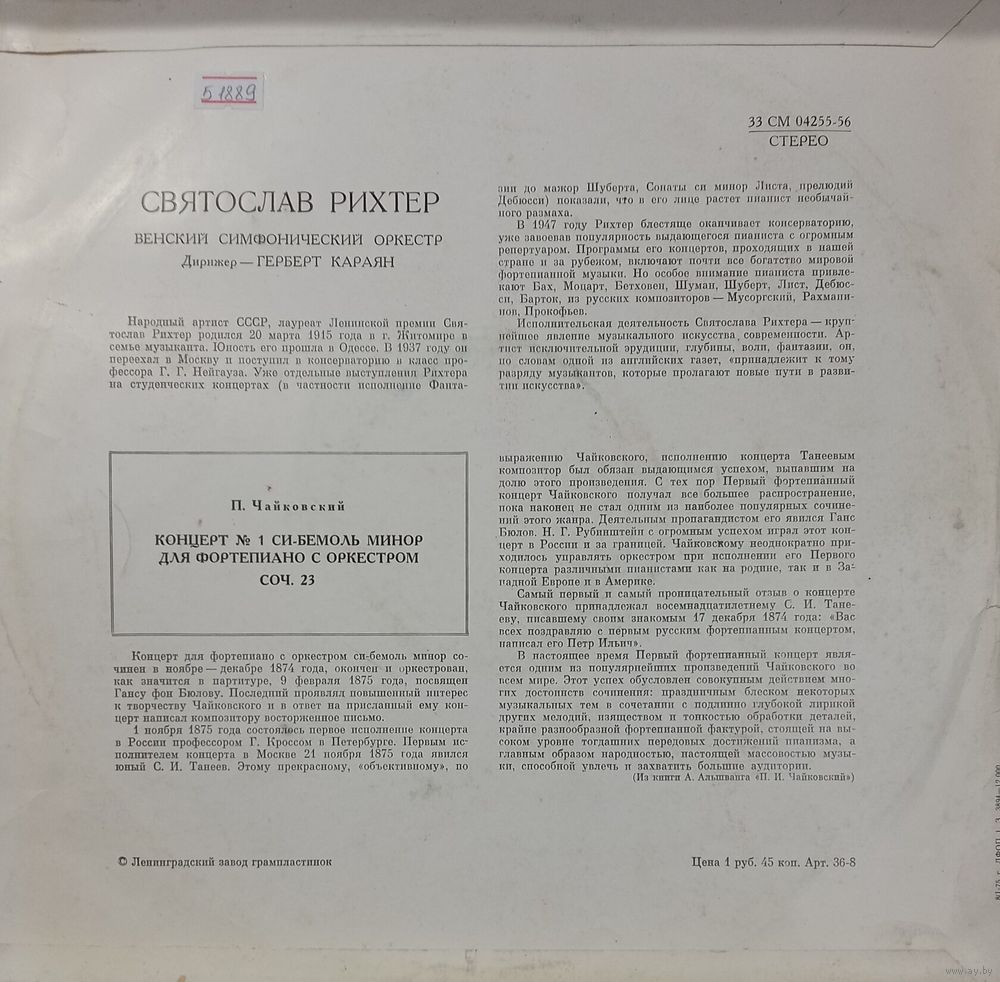 51889
33 СМ 04255-56
СТЕРЕО
СВЯТОСЛАВ РИХТЕР
ВЕНСКИЙ СИМФОНИЧЕСКИЙ ОРКЕСТР
Дирижер — ГЕРБЕРТ КАРАЯН
Народный артист СССР, лауреат Ленинской премии Свя-
тослав Рихтер родился 20 марта 1915 года в г. Житомире в
семье музыканта. Юность его прошла в Одессе. В 1937 году он
переехал в Москву и поступил в консерваторию в класс про-
фессора Г. Г. Нейгауза. Уже отдельные выступления Рихтера
на студенческих концертах (в частности исполнение Фанта-
зии до мажор Шуберта, Сонаты си минор Листа, прелюдий
Дебюсси) показали, что в его лице растет пианист необычай-
ного размаха.
В 1947 году Рихтер блестяще оканчивает консерваторию,
уже завоевав популярность выдающегося пианиста с огромным
репертуаром. Программы его концертов, проходящих в нашей
стране и за рубежом, включают почти все богатство мировой
фортепианной музыки. Но особое внимание пианиста привле-
кают Бах, Моцарт, Бетховен, Шуман, Шуберт, Лист, Дебюс-
си, Барток, из русских композиторов — Мусоргский, Рахмани-
нов, Прокофьев.
Исполнительская деятельность Святослава Рихтера — круп-
нейшее явление музыкального искусства современности. Ар-
тист исключительной эрудиции, глубины, воли, фантазии, он,
по словам одной из английских газет, «принадлежит к тому
разряду музыкантов, которые пролагают новые пути в разви-
тии искусства».
П. Чайковский
КОНЦЕРТ № 1 СИ-БЕМОЛЬ МИНОР
ДЛЯ ФОРТЕПИАНО С ОРКЕСТРОМ
СОЧ. 23
Концерт для фортепиано с оркестром си-бемоль минор со-
чинен в ноябре — декабре 1874 года, окончен и оркестрован,
как значится в партитуре, 9 февраля 1875 года, посвящен
Гансу фон Бюлову. Последний проявлял повышенный интерес
к творчеству Чайковского и в ответ на присланный ему кон-
церт написал композитору восторженное письмо.
1 ноября 1875 года состоялось первое исполнение концерта
в России профессором Г. Кроссом в Петербурге. Первым ис-
полнителем концерта в Москве 21 ноября 1875 года явился
юный С. И. Танеев. Этому прекрасному, «объективному», по
выражению Чайковского, исполнению концерта Танеевым
композитор был обязан выдающимся успехом, выпавшим на
долю этого произведения. С тех пор Первый фортепианный
концерт Чайковского получал все большее распространение,
пока наконец не стал одним из наиболее популярных сочине-
ний этого жанра. Деятельным пропагандистом его явился Ганс
Бюлов. Н. Г. Рубинштейн с огромным успехом играл этот кон-
церт в России и за границей. Чайковскому неоднократно при-
ходилось управлять оркестром при исполнении его Первого
концерта различными пианистами как на родине, так и в За-
падной Европе и в Америке.
Самый первый и самый проницательный отзыв о концерте
Чайковского принадлежал восемнадцатилетнему С. И. Тане-
еву, писавшему своим знакомым 17 декабря 1874 года: «Вас
всех поздравляю с первым русским фортепианным концертом,
написал его Петр Ильич».
В настоящее время Первый фортепианный концерт явля-
ется одним из популярнейших произведений Чайковского во
всем мире. Этот успех обусловлен совокупным действием мно-
гих достоинств сочинения: праздничным блеском некоторых
музыкальных тем в сочетании с подлинно глубокой лирикой
других мелодий, изяществом и тонкостью обработки деталей,
крайне разнообразной фортепианной фактурой, стоящей на вы-
соком уровне тогдашних передовых достижений пианизма, а
главным образом народностью, настоящей массовостью музы-
ки, способной увлечь и захватить большие аудитории.
(Из книги А. Альшванга «П. И. Чайковский»)
© Ленинградский завод грампластинок
Цена 1 руб. 45 коп. Арт. 36-8
www.ay.by